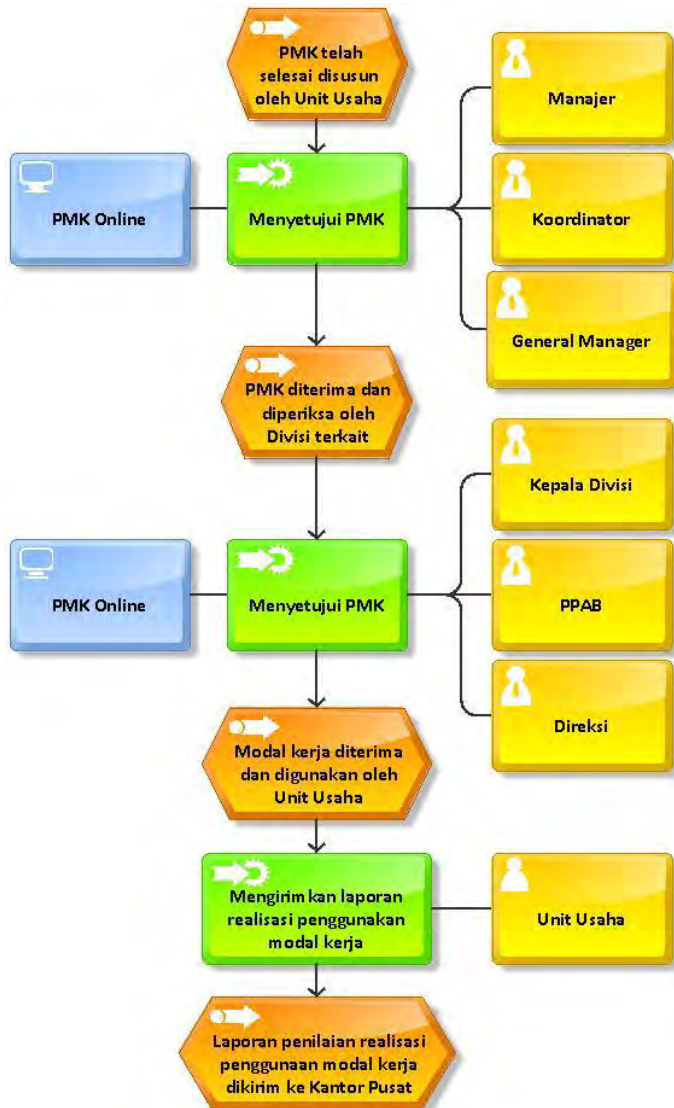 PMK telah
selesai disusun
oleh Unit Usaha
Manajer
PMK Online
Menyetujui PMK
Koordinator
General Manager
PMK diterima dan
diperiksa oleh
Divisi terkait
Kepala Divisi
PMK Online
Menyetujui PMK
PPAB
Direksi
Modal kerja diterima
dan digunakan oleh
Unit Usaha
Mengirimkan laporan
realisasi penggunakan
modal kerja
Unit Usaha
Laporan penilaian realisasi
penggunaan modal kerja
dikirim ke Kantor Pusat